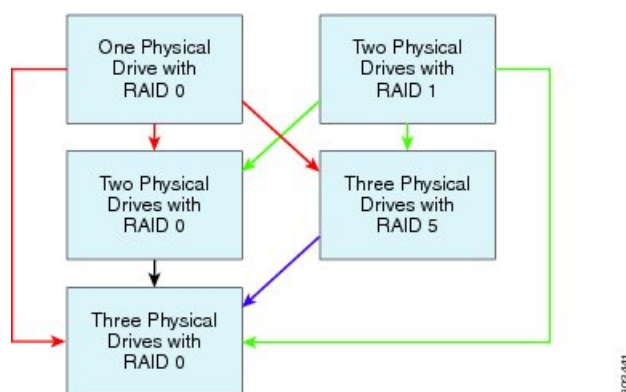 One Physical
Drive with
RAID 0
Two Physical
Drives with
RAID 1
Two Physical
Drives with
RAID 0
Three Physical
Drives with
RAID 5
Three Physical
Drives with
RAID 0